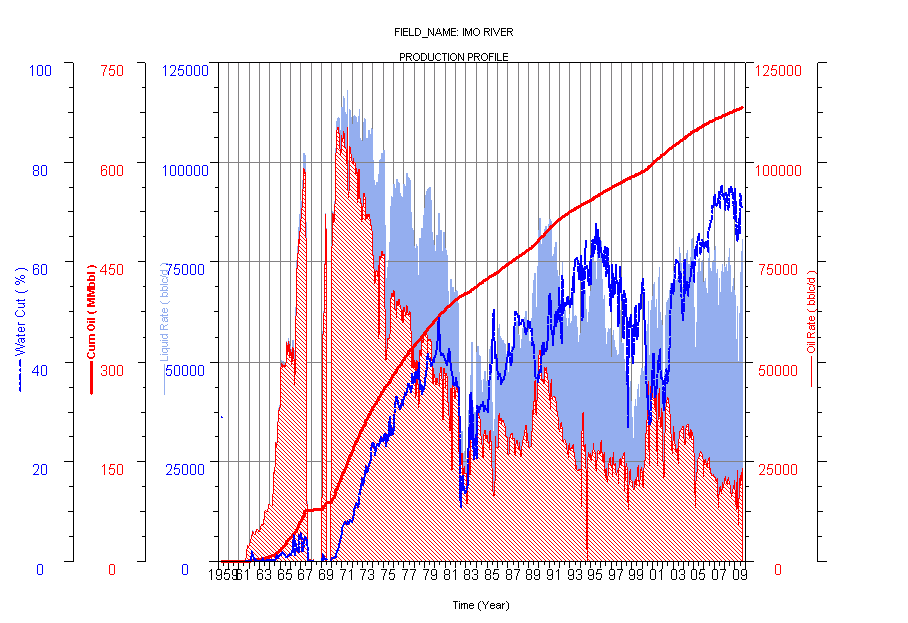 FIELD_NAME: IMO RIVER
PRODUCTION PROFILE
100 750 125000 125000
80 600 100000 100000
60 450 75000 75000
40 300 50000 50000
20 150 25000 25000
0 0 0 0
Water Cut ( % )
Cum Oil ( MMbbl )
Liquid Rate ( bblc/d )
Oil Rate ( bblc/d )
1959 61 63 65 67 69 71 73 75 77 79 81 83 85 87 89 91 93 95 97 99 01 03 05 07 09
Time (Year)